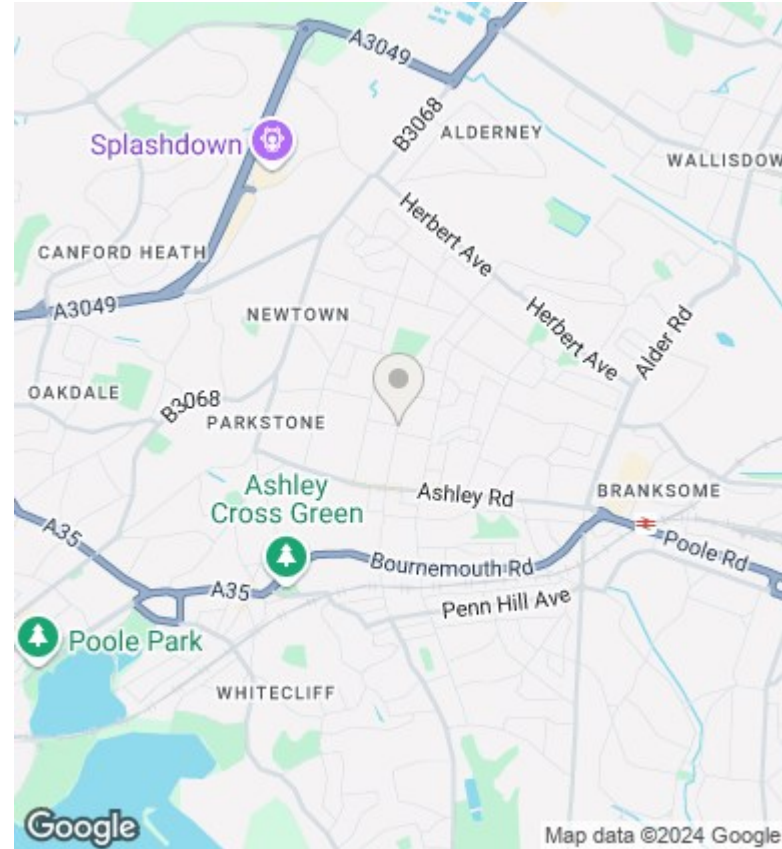 A3049
B3068
Splashdown
ALDERNEY
WALLISDOW
Herbert Ave
CANFORD HEATH
A3049
NEWTOWN
Herbert Ave
Alder Rd
OAKDALE
B3068
PARKSTONE
Ashley
Cross Green
Ashley Rd
BRANKSOME
A35
Bournemouth Rd
Poole Rd
A35
Penn Hill Ave
Poole Park
WHITECLIFF
Google
Map data ©2024 Google